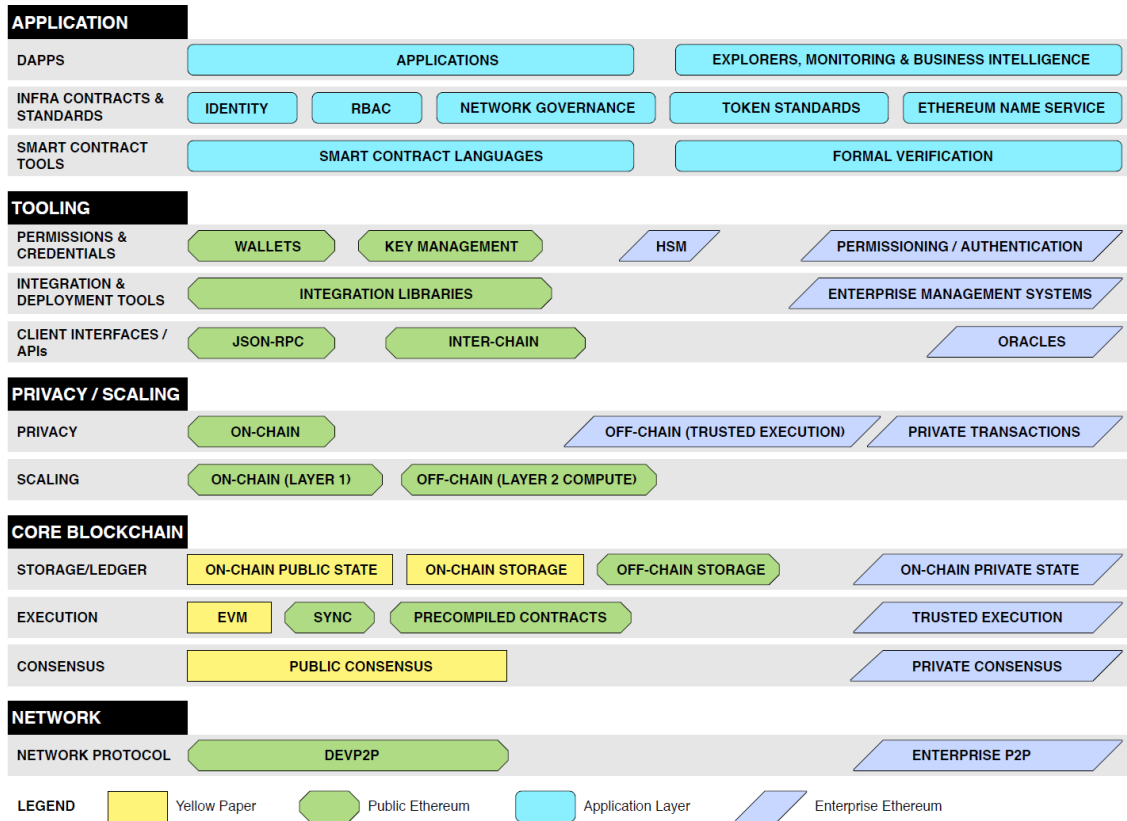 APPLICATION
DAPPS
APPLICATIONS
EXPLORERS, MONITORING & BUSINESS INTELLIGENCE
INFRA CONTRACTS &
STANDARDS
IDENTITY
RBAC
NETWORK GOVERNANCE
TOKEN STANDARDS
ETHEREUM NAME SERVICE
SMART CONTRACT
TOOLS
SMART CONTRACT LANGUAGES
FORMAL VERIFICATION
TOOLING
PERMISSIONS &
CREDENTIALS
WALLETS
KEY MANAGEMENT
HSM
PERMISSIONING / AUTHENTICATION
INTEGRATION &
DEPLOYMENT TOOLS
INTEGRATION LIBRARIES
ENTERPRISE MANAGEMENT SYSTEMS
CLIENT INTERFACES /
APIs
JSON-RPC
INTER-CHAIN
ORACLES
PRIVACY / SCALING
PRIVACY
ON-CHAIN
OFF-CHAIN (TRUSTED EXECUTION)
PRIVATE TRANSACTIONS
SCALING
ON-CHAIN (LAYER 1)
OFF-CHAIN (LAYER 2 COMPUTE)
CORE BLOCKCHAIN
STORAGE/LEDGER
ON-CHAIN PUBLIC STATE
ON-CHAIN STORAGE
OFF-CHAIN STORAGE
ON-CHAIN PRIVATE STATE
EXECUTION
EVM
SYNC
PRECOMPILED CONTRACTS
TRUSTED EXECUTION
CONSENSUS
PUBLIC CONSENSUS
PRIVATE CONSENSUS
NETWORK
NETWORK PROTOCOL
DEVP2P
ENTERPRISE P2P
LEGEND
Yellow Paper
Public Ethereum
Application Layer
Enterprise Ethereum